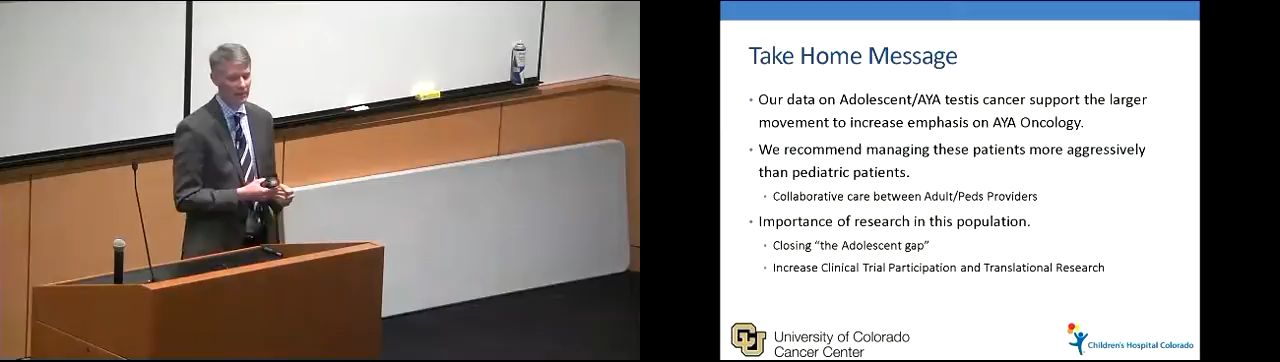 Take Home Message
• Our data on Adolescent/AYA testis cancer support the larger
movement to increase emphasis on AYA Oncology.
• We recommend managing these patients more aggressively
than pediatric patients.
• Collaborative care between Adult/Peds Providers
• Importance of research in this population.
• Closing “the Adolescent gap”
• Increase Clinical Trial Participation and Translational Research
CU
University of Colorado
Cancer Center
Children's Hospital Colorado